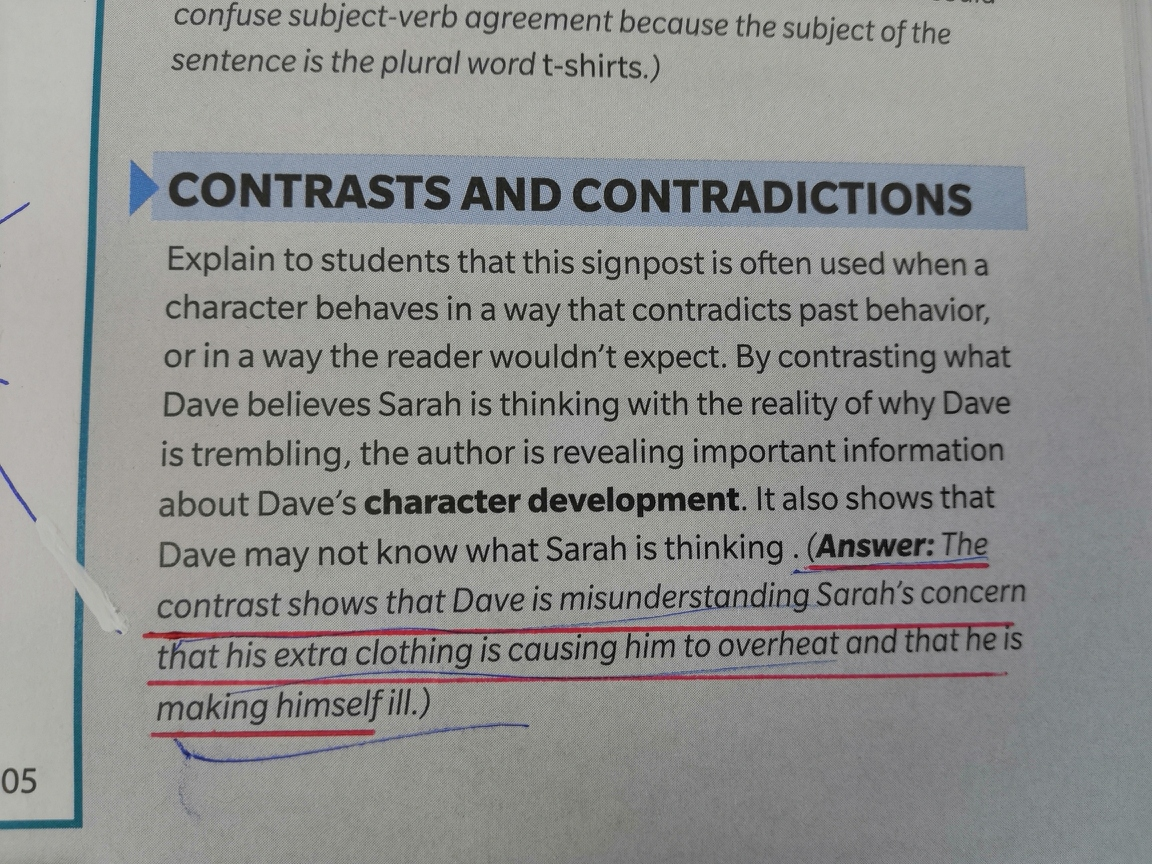 confuse subject-verb agreement because the subject of the
sentence is the plural word t-shirts.)
CONTRASTS AND CONTRADICTIONS
Explain to students that this signpost is often used when a
character behaves in a way that contradicts past behavior,
or in a way the reader wouldn't expect. By contrasting what
Dave believes Sarah is thinking with the reality of why Dave
is trembling, the author is revealing important information
about Dave's character development. It also shows that
Dave may not know what Sarah is thinking . (Answer: The
contrast shows that Dave is misunderstanding Sarah's concern
that his extra clothing is causing him to overheat and that he is
making himself ill.)
05